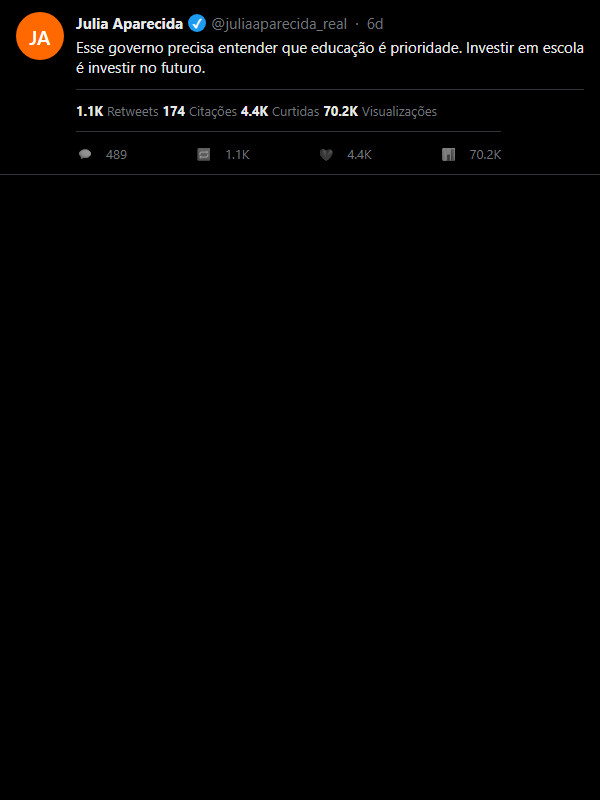 JA
Julia Aparecida @juliaaparecida_real · 6d
Esse governo precisa entender que educação é prioridade. Investir em escola
é investir no futuro.
1.1K Retweets 174 Citações 4.4K Curtidas 70.2K Visualizações
489 1.1K 4.4K 70.2K